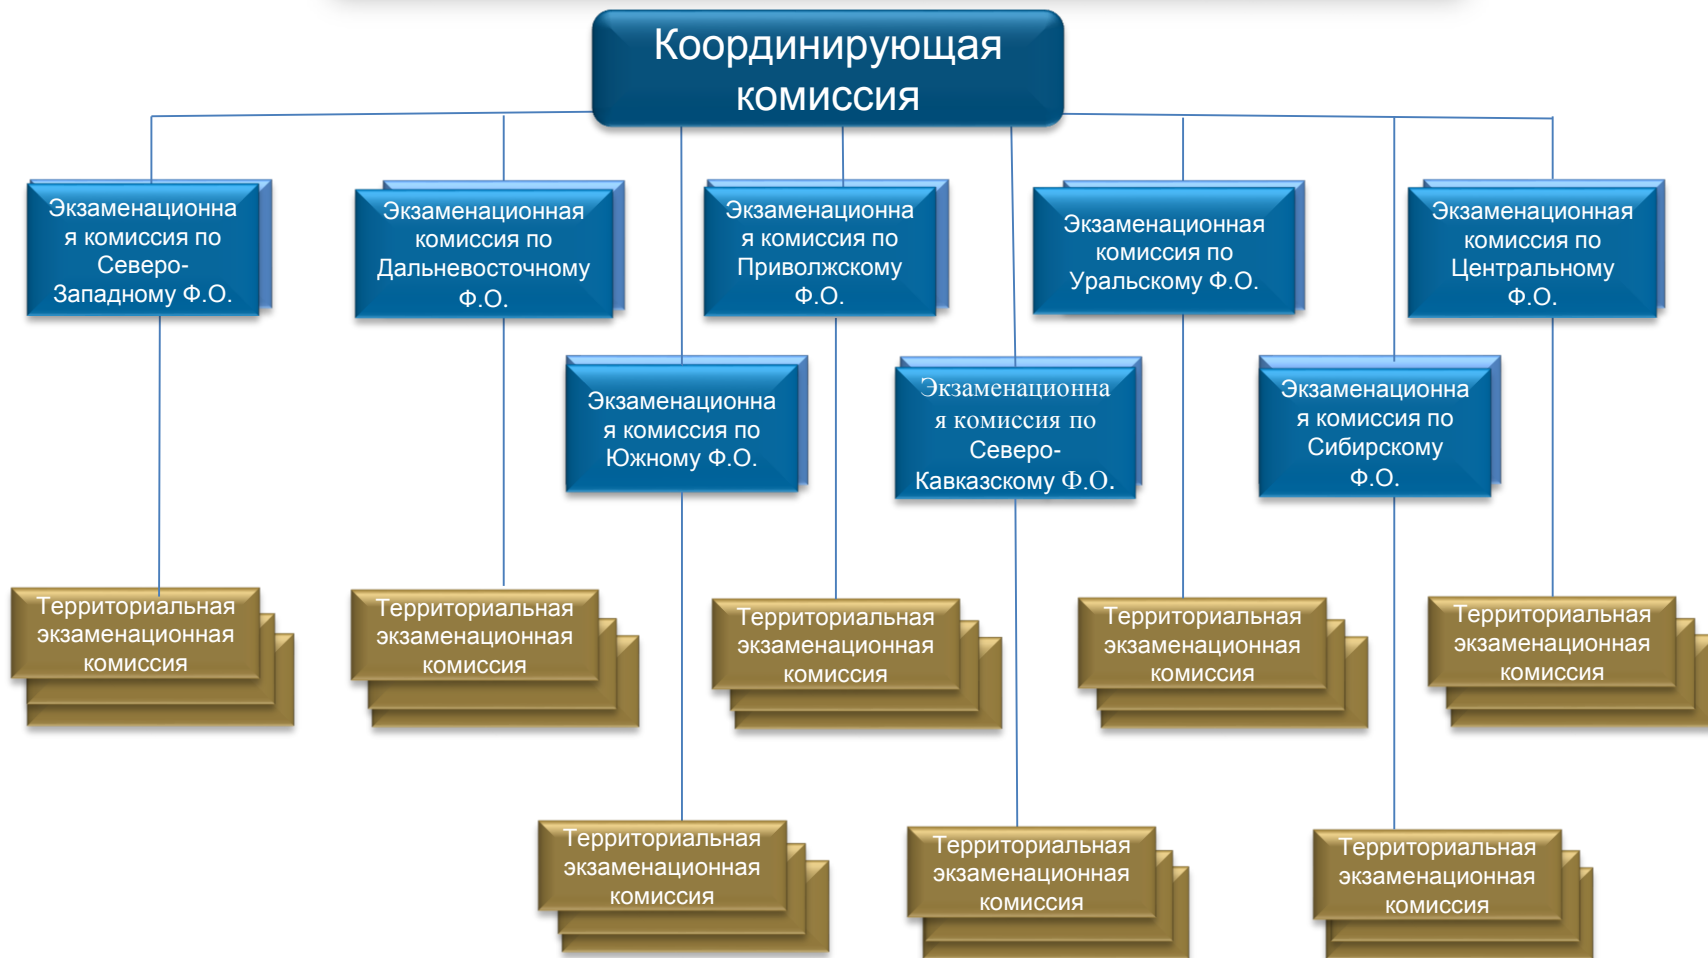 Координирующая
комиссия
Экзаменационна
я комиссия по
Северо-
Западному Ф.О.
Экзаменационная
комиссия по
Дальневосточному
Ф.О.
Экзаменационна
я комиссия по
Приволжскому
Ф.О.
Экзаменационная
комиссия по
Уральскому Ф.О.
Экзаменационная
комиссия по
Центральному
Ф.О.
Экзаменационна
я комиссия по
Южному Ф.О.
Экзаменационна
я комиссия по
Северо-
Кавказскому Ф.О.
Экзаменационна
я комиссия по
Сибирскому
Ф.О.
Территориальная
экзаменационная
комиссия
Территориальная
экзаменационная
комиссия
Территориальная
экзаменационная
комиссия
Территориальная
экзаменационная
комиссия
Территориальная
экзаменационная
комиссия
Территориальная
экзаменационная
комиссия
Территориальная
экзаменационная
комиссия
Территориальная
экзаменационная
комиссия